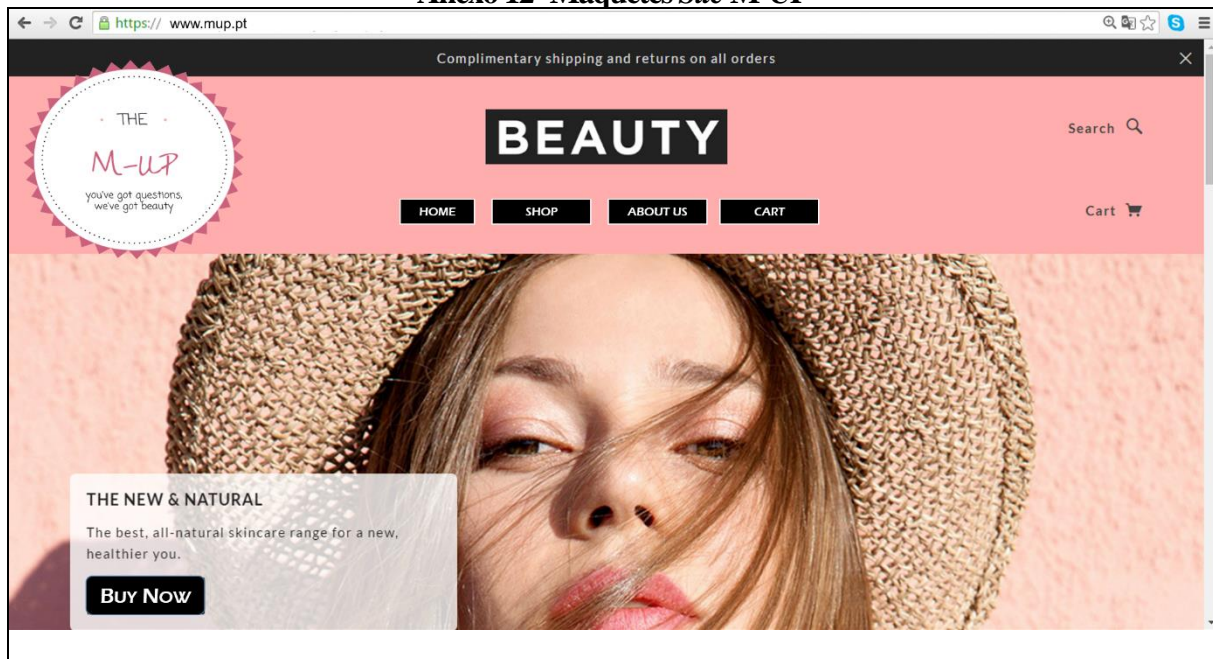 Anexo 12- Maquetes Site M-UP
https:// www.mup.pt
Complimentary shipping and returns on all orders
THE
M-UP
you've got questions,
we've got beauty
BEAUTY
Search
HOME SHOP ABOUT US CART
Cart
THE NEW & NATURAL
The best, all-natural skincare range for a new,
healthier you.
BUY NOW